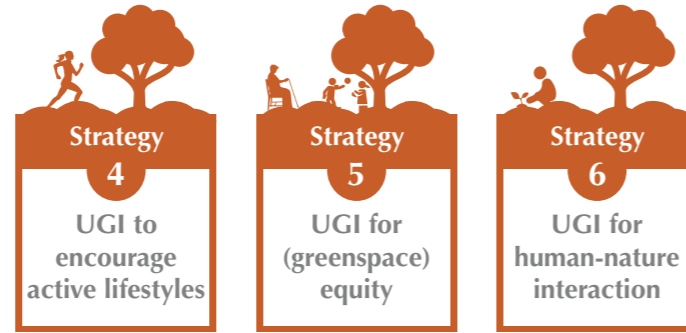 Strategy
4
UGI to
encourage
active lifestyles
Strategy
5
UGI for
(greenspace)
equity
Strategy
6
UGI for
human-nature
interaction